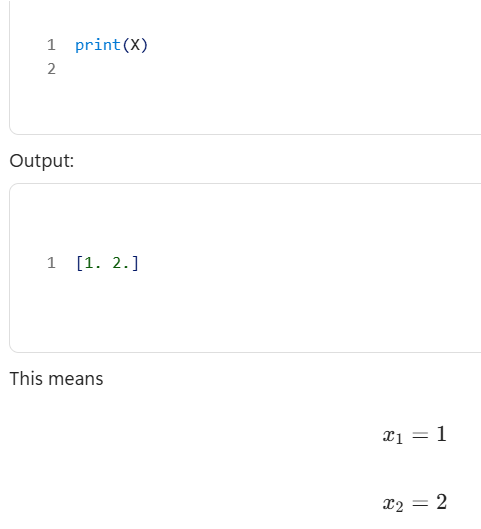 1 print(X)
2
Output:
1 [1. 2.]
This means
x₁ = 1
x₂ = 2